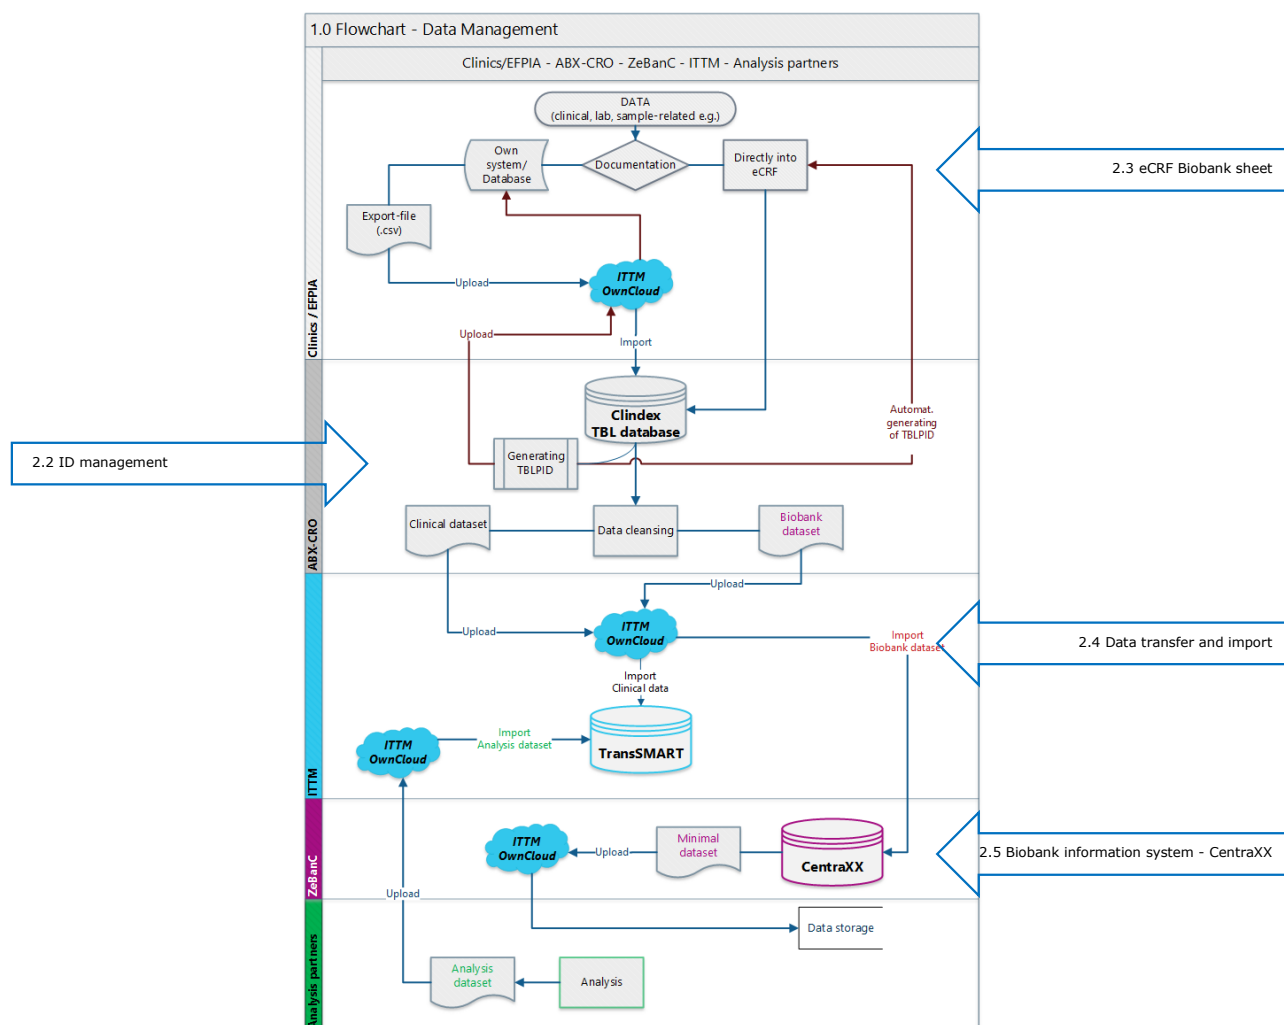 1.0 Flowchart - Data Management
Clinics/EFPIA - ABX-CRO - ZeBanC - ITTM - Analysis partners
Clinics / EFPIA
DATA
(clinical, lab, sample-related e.g.)
Own
system/
Database
Documentation
Directly into
eCRF
2.3 eCRF Biobank sheet
Export-file
(.csv)
Upload
ITTM
OwnCloud
Upload
Import
ABX-CRO
Clindex
TBL database
Automat.
generating
of TBLPID
2.2 ID management
Generating
TBLPID
Clinical dataset
Data cleansing
Biobank
dataset
ITTM
Upload
Upload
ITTM
OwnCloud
Import
Biobank dataset
2.4 Data transfer and import
Import
Clinical data
ITTM
OwnCloud
Import
Analysis dataset
TransSMART
ZeBanC
ITTM
OwnCloud
Upload
Minimal
dataset
CentraXX
2.5 Biobank information system - CentraXX
Upload
Analysis partners
Data storage
Analysis
dataset
Analysis